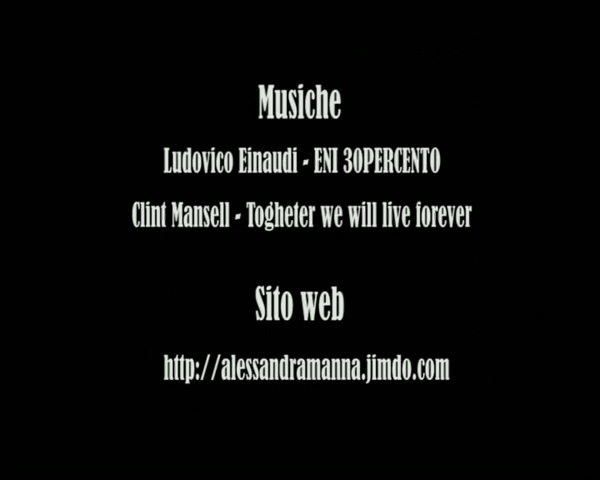 Musiche
Ludovico Einaudi - ENI 30PERCENTO
Clint Mansell - Togheter we will live forever
Sito web
http://alessandramanna.jimdo.com